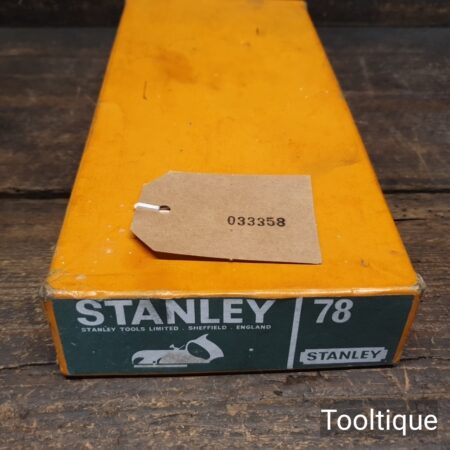 033358
STANLEY
STANLEY TOOLS LIMITED . SHEFFIELD . ENGLAND
78
STANLEY
Tooltique